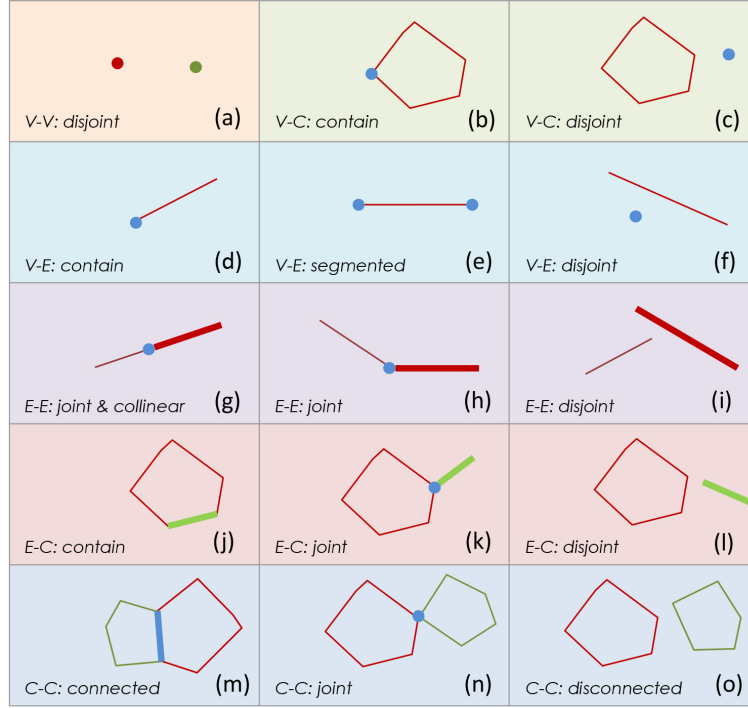 V-V: disjoint (a)
V-C: contain (b)
V-C: disjoint (c)
V-E: contain (d)
V-E: segmented (e)
V-E: disjoint (f)
E-E: joint & collinear (g)
E-E: joint (h)
E-E: disjoint (i)
E-C: contain (j)
E-C: joint (k)
E-C: disjoint (l)
C-C: connected (m)
C-C: joint (n)
C-C: disconnected (o)